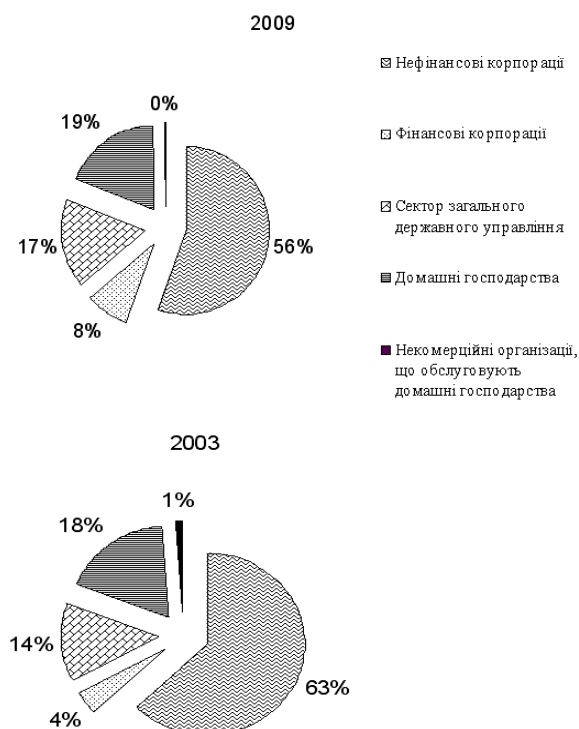 2009
0%
19%
17%
8%
56%
Нефінансові корпорації
Фінансові корпорації
Сектор загального
державного управління
Домашні господарства
Некомерційні організації,
що обслуговують
домашні господарства
2003
1%
18%
14%
4%
63%